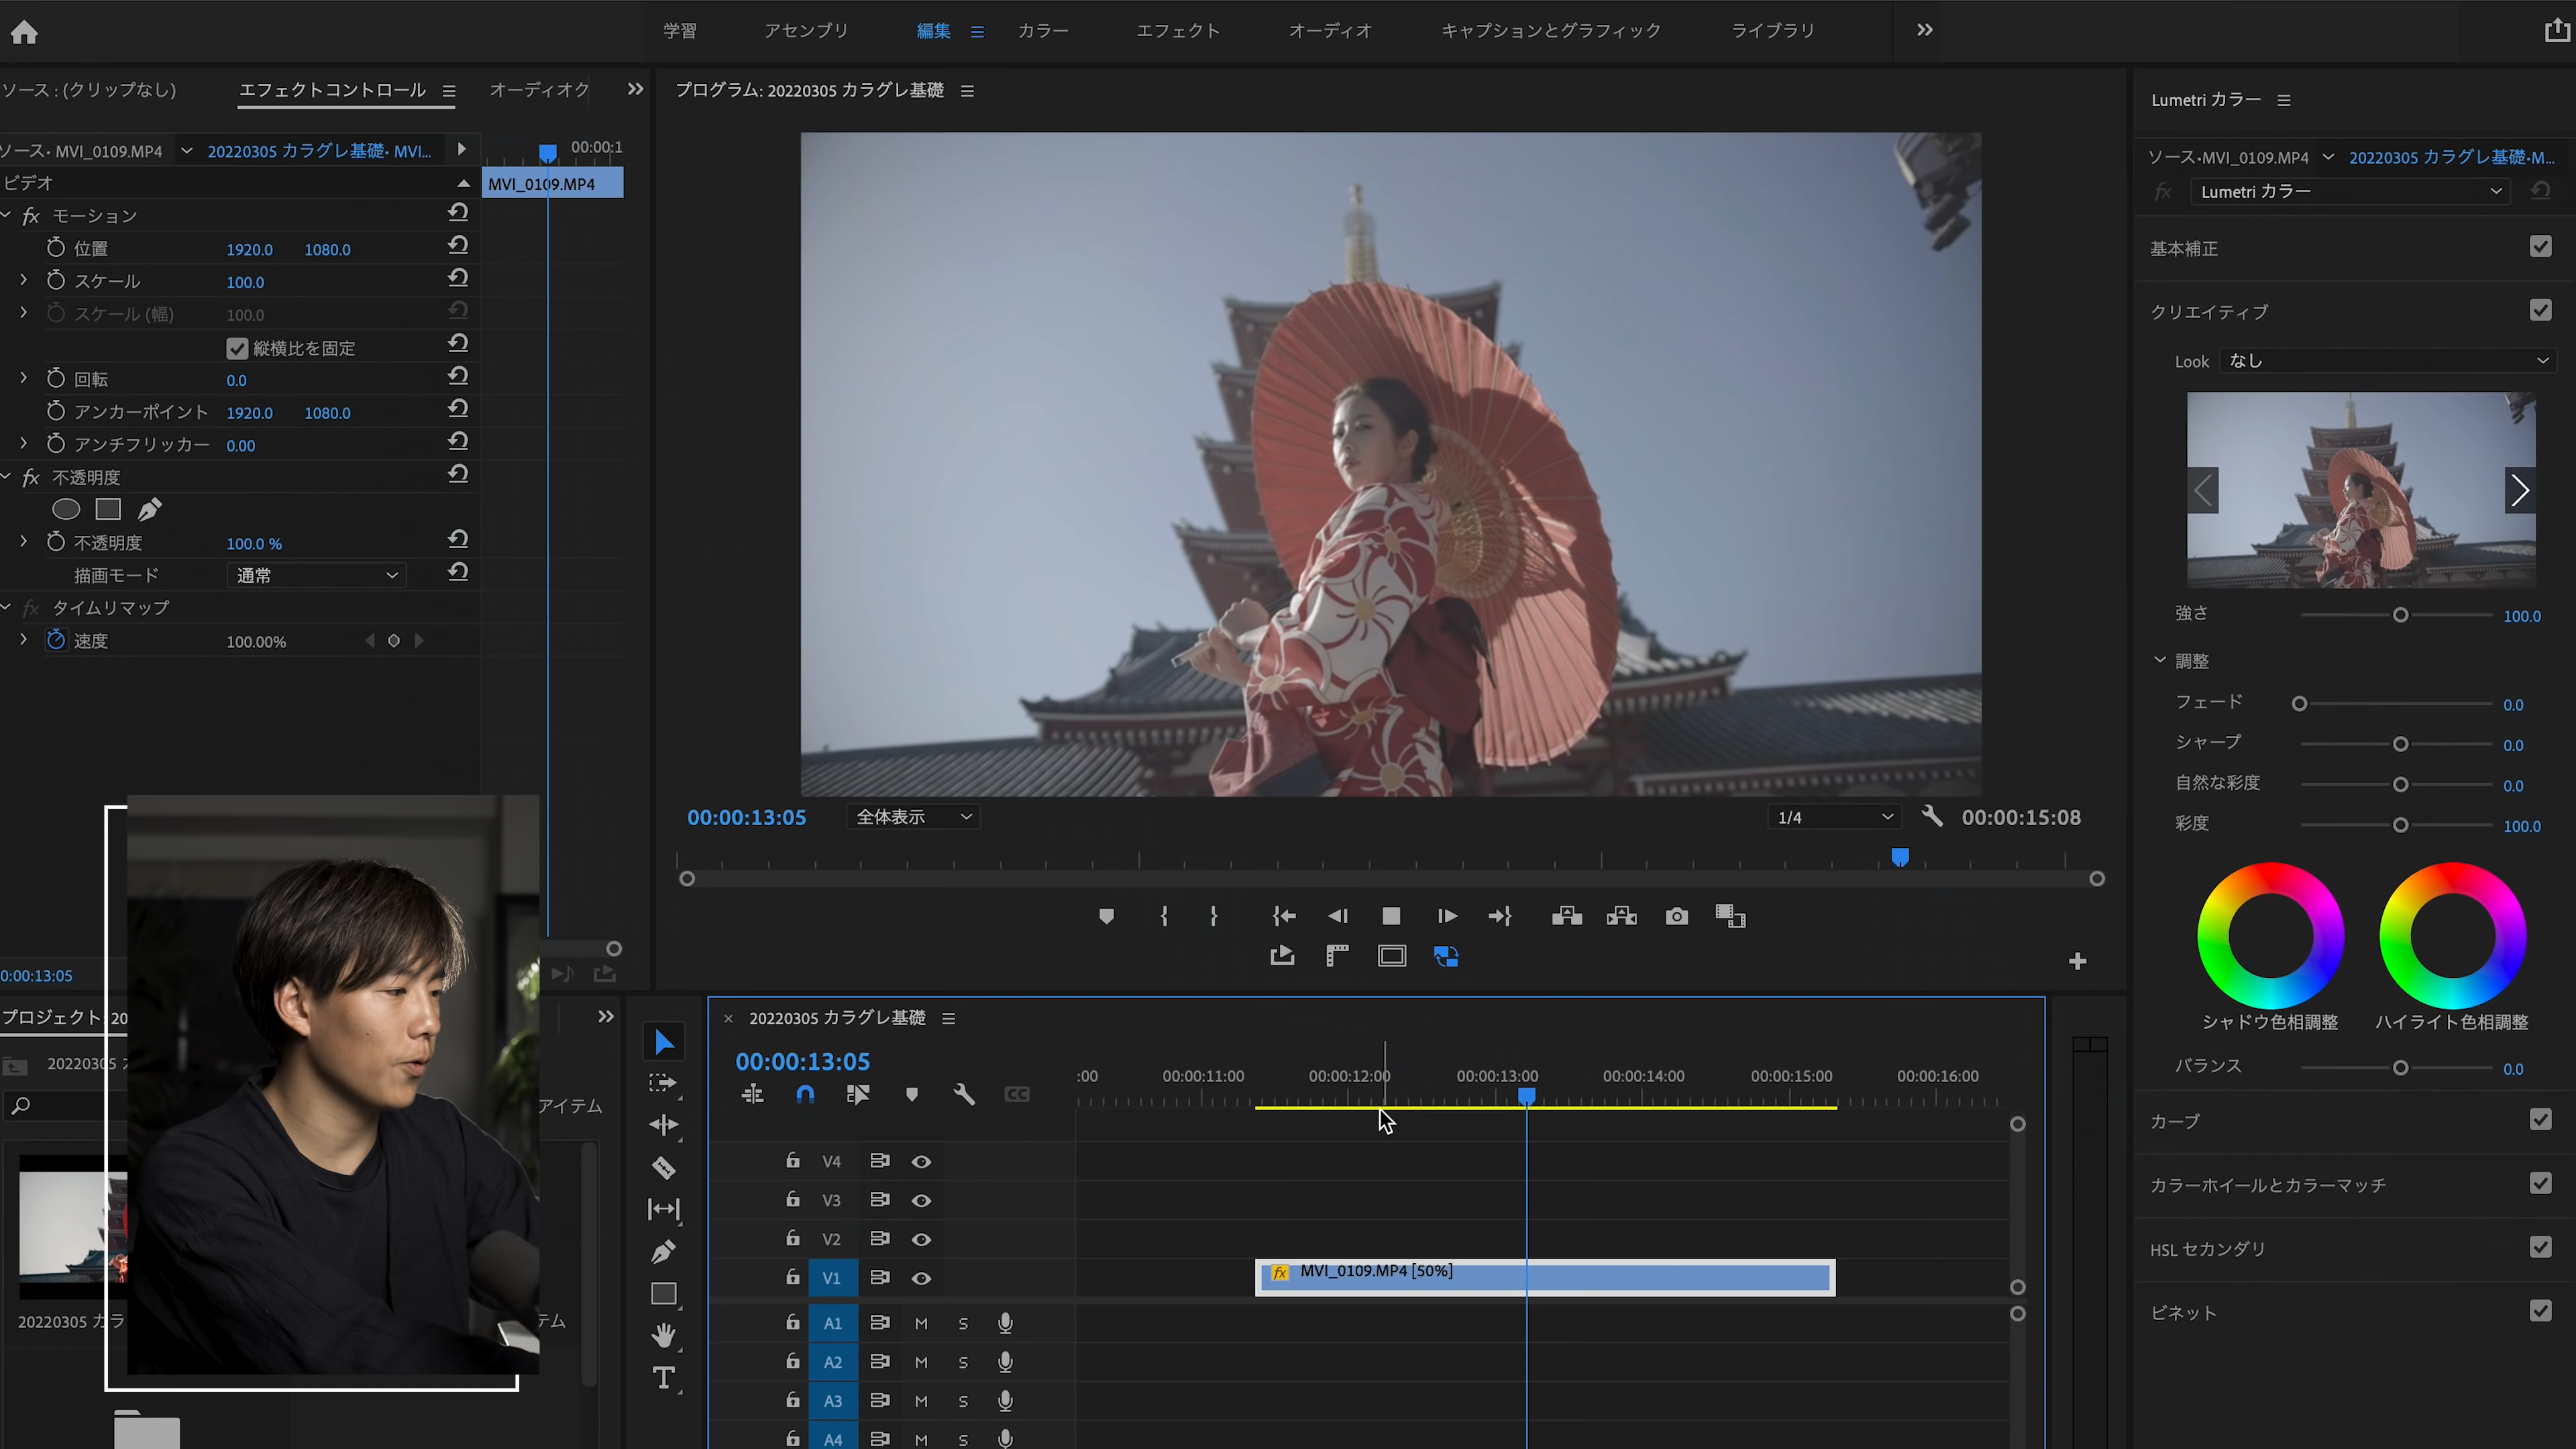 学習
アセンブリ
編集
カラー
エフェクト
オーディオ
キャプションとグラフィック
ライブラリ
ソース : (クリップなし)
エフェクトコントロール
オーディオク
ソース・MVI_0109.MP4
20220305 カラグレ基礎・MVI...
00:00:1
ビデオ
MVI_0109.MP4
fx モーション
位置 1920.0 1080.0
スケール 100.0
スケール (幅) 100.0
縦横比を固定
回転 0.0
アンカーポイント 1920.0 1080.0
アンチフリッカー 0.00
fx 不透明度
不透明度 100.0 %
描画モード 通常
fx タイムリマップ
速度 100.00%
0:00:13:05
プログラム: 20220305 カラグレ基礎
00:00:13:05
全体表示
1/4
00:00:15:08
Lumetri カラー
ソース・MVI_0109.MP4
20220305 カラグレ基礎・M...
fx Lumetri カラー
基本補正
クリエイティブ
Look なし
強さ 100.0
調整
フェード 0.0
シャープ 0.0
自然な彩度 0.0
彩度 100.0
シャドウ色相調整
ハイライト色相調整
バランス 0.0
カーブ
カラーホイールとカラーマッチ
HSL セカンダリ
ビネット
プロジェクト: 20
20220305
アイテム
20220305 カラ
テム
× 20220305 カラグレ基礎
00:00:13:05
:00
00:00:11:00
00:00:12:00
00:00:13:00
00:00:14:00
00:00:15:00
00:00:16:00
CC
V4
V3
V2
V1
fx MVI_0109.MP4 [50%]
A1 M S
A2 M S
A3 M S
A4 M S
T